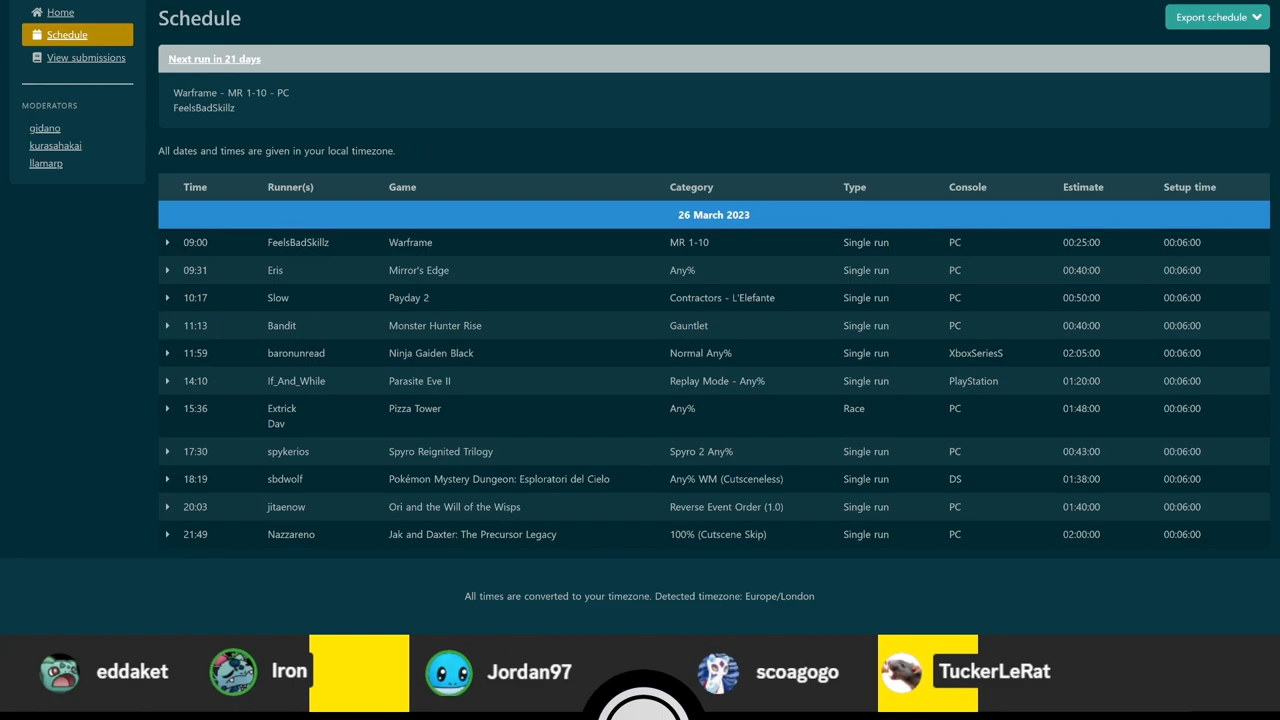 Home
Schedule
View submissions
MODERATORS
gidano
kurasahakai
llamarp
Schedule
Export schedule
Next run in 21 days
Warframe - MR 1-10 - PC
FeelsBadSkillz
All dates and times are given in your local timezone.
Time Runner(s) Game Category Type Console Estimate Setup time
26 March 2023
09:00 FeelsBadSkillz Warframe MR 1-10 Single run PC 00:25:00 00:06:00
09:31 Eris Mirror's Edge Any% Single run PC 00:40:00 00:06:00
10:17 Slow Payday 2 Contractors - L'Elefante Single run PC 00:50:00 00:06:00
11:13 Bandit Monster Hunter Rise Gauntlet Single run PC 00:40:00 00:06:00
11:59 baronunread Ninja Gaiden Black Normal Any% Single run XboxSeriesS 02:05:00 00:06:00
14:10 If_And_While Parasite Eve II Replay Mode - Any% Single run PlayStation 01:20:00 00:06:00
15:36 Extrick Pizza Tower Any% Race PC 01:48:00 00:06:00
Dav
17:30 spykerios Spyro Reignited Trilogy Spyro 2 Any% Single run PC 00:43:00 00:06:00
18:19 sbdwolf Pokémon Mystery Dungeon: Esploratori del Cielo Any% WM (Cutsceneless) Single run DS 01:38:00 00:06:00
20:03 jitaenow Ori and the Will of the Wisps Reverse Event Order (1.0) Single run PC 01:40:00 00:06:00
21:49 Nazzareno Jak and Daxter: The Precursor Legacy 100% (Cutscene Skip) Single run PC 02:00:00 00:06:00
All times are converted to your timezone. Detected timezone: Europe/London
eddaket Iron Jordan97 scoagogo TuckerLeRat